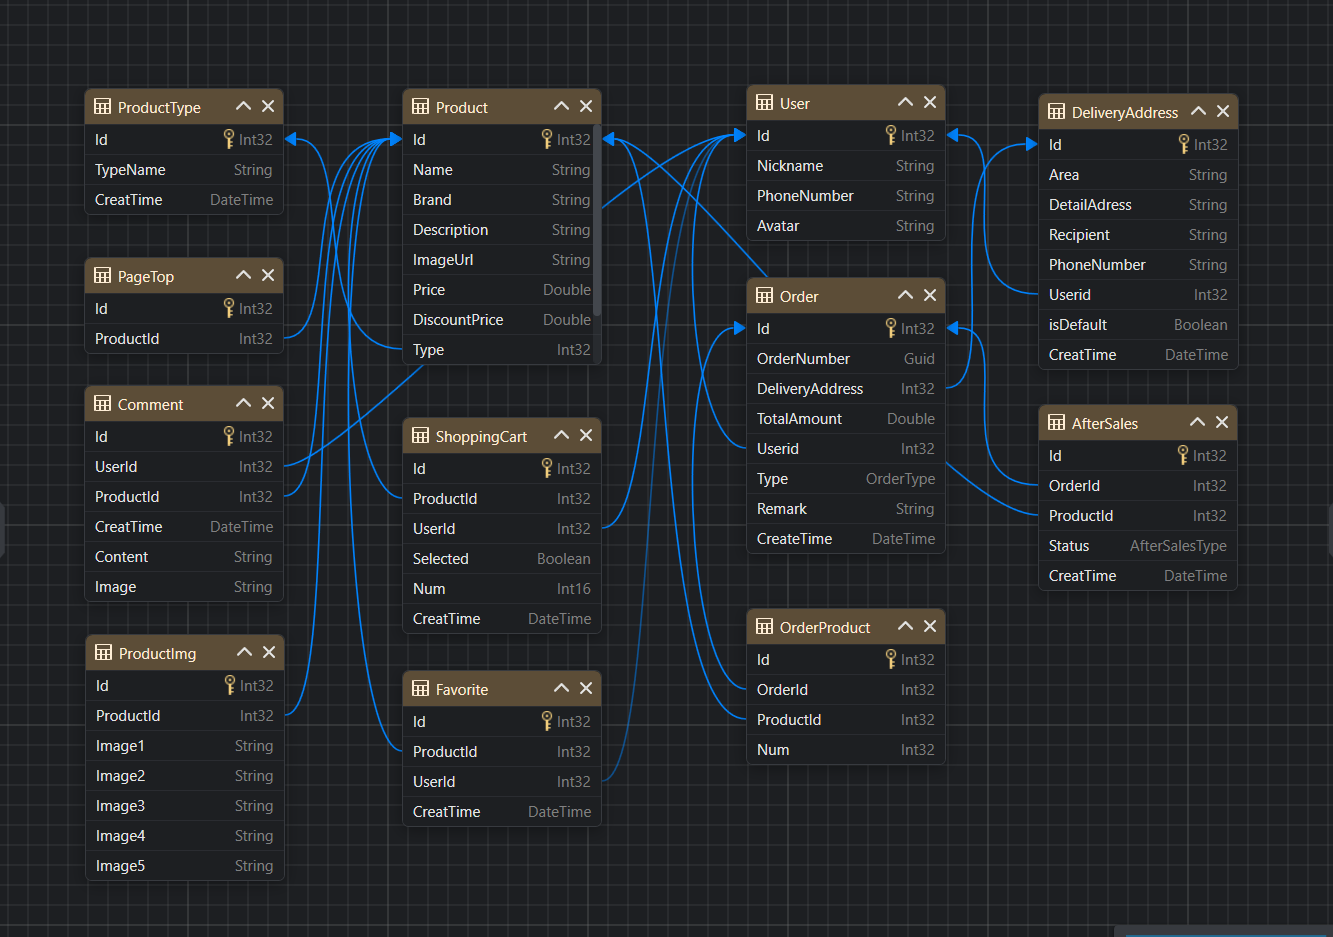 ProductType
Id Int32
TypeName String
CreatTime DateTime
PageTop
Id Int32
ProductId Int32
Comment
Id Int32
UserId Int32
ProductId Int32
CreatTime DateTime
Content String
Image String
ProductImg
Id Int32
ProductId Int32
Image1 String
Image2 String
Image3 String
Image4 String
Image5 String
Product
Id Int32
Name String
Brand String
Description String
ImageUrl String
Price Double
DiscountPrice Double
Type Int32
ShoppingCart
Id Int32
ProductId Int32
UserId Int32
Selected Boolean
Num Int16
CreatTime DateTime
Favorite
Id Int32
ProductId Int32
UserId Int32
CreatTime DateTime
User
Id Int32
Nickname String
PhoneNumber String
Avatar String
Order
Id Int32
OrderNumber Guid
DeliveryAddress Int32
TotalAmount Double
Userid Int32
Type OrderType
Remark String
CreateTime DateTime
OrderProduct
Id Int32
OrderId Int32
ProductId Int32
Num Int32
DeliveryAddress
Id Int32
Area String
DetailAdress String
Recipient String
PhoneNumber String
Userid Int32
isDefault Boolean
CreatTime DateTime
AfterSales
Id Int32
OrderId Int32
ProductId Int32
Status AfterSalesType
CreatTime DateTime